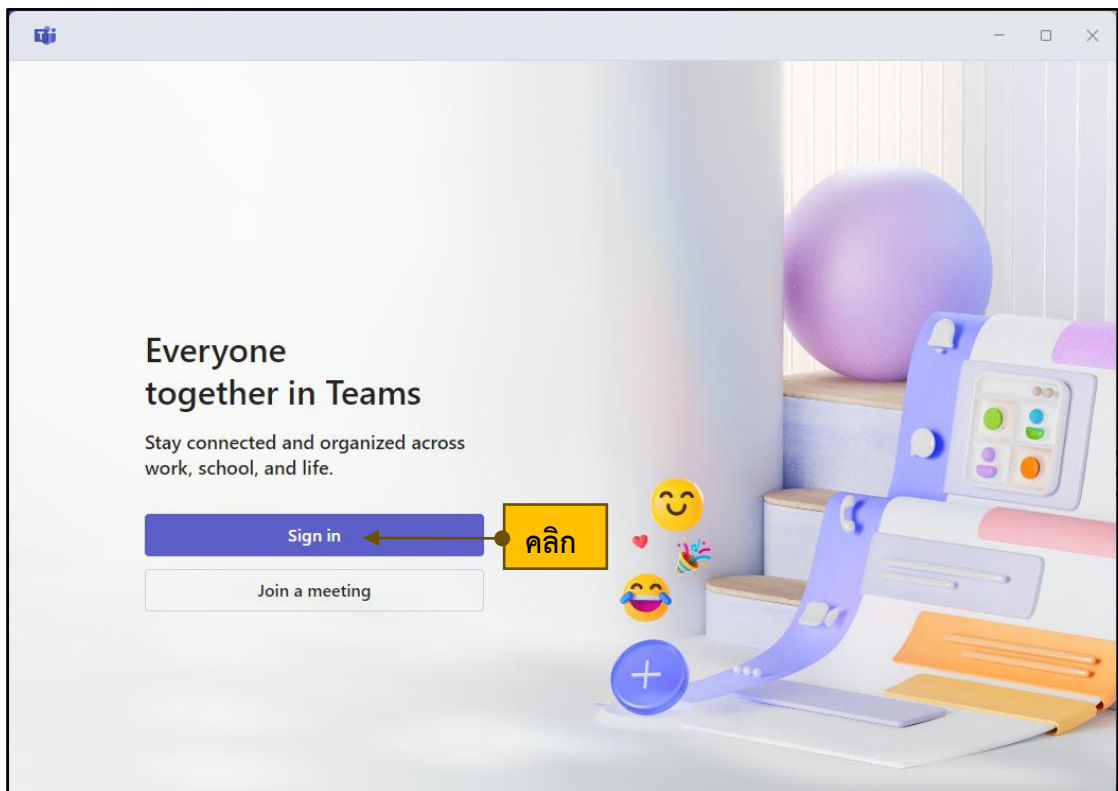 Everyone
together in Teams
Stay connected and organized across
work, school, and life.
Sign in
คลิก
Join a meeting